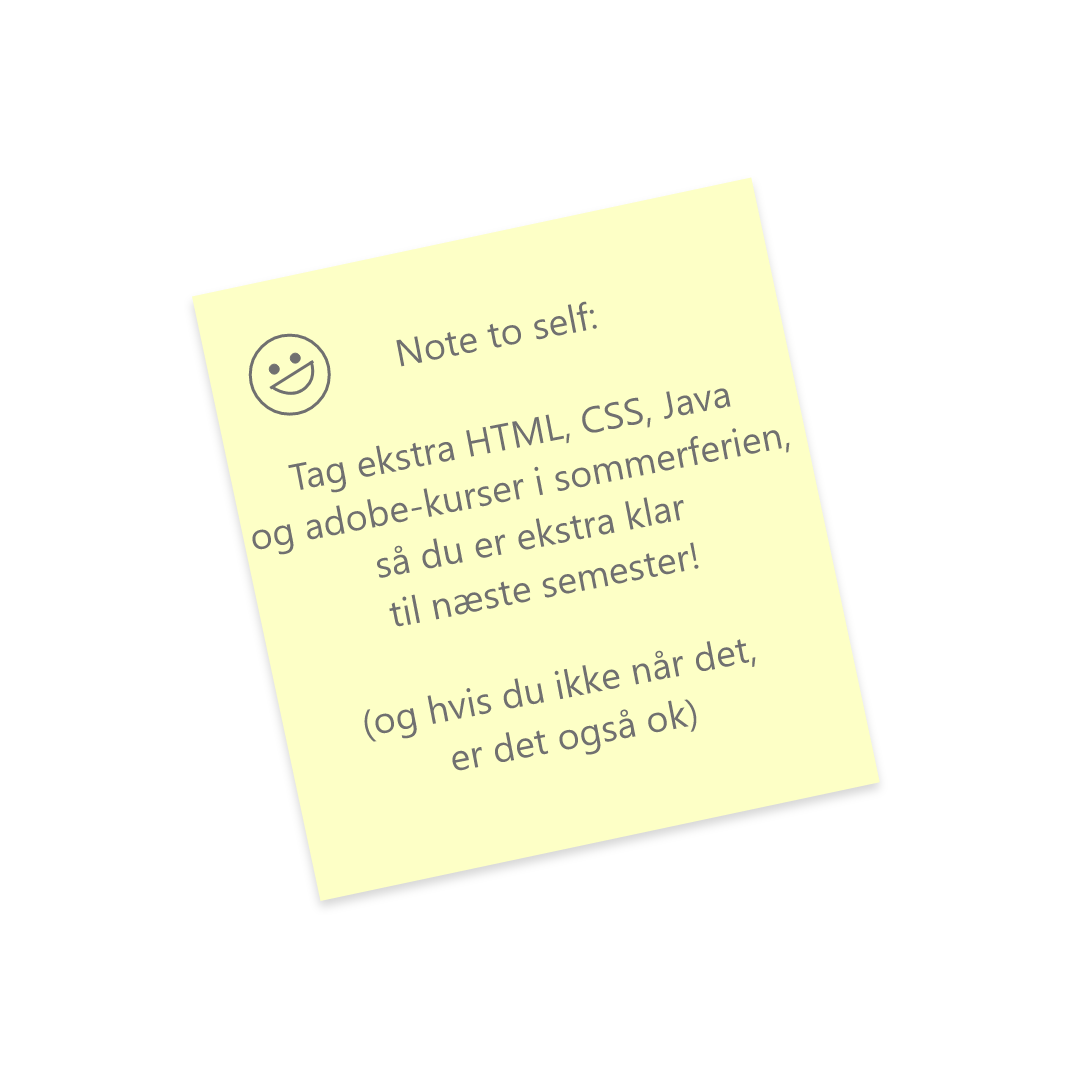 Note to self:
Tag ekstra HTML, CSS, Java
og adobe-kurser i sommerferien,
så du er ekstra klar
til næste semester!
(og hvis du ikke når det,
er det også ok)